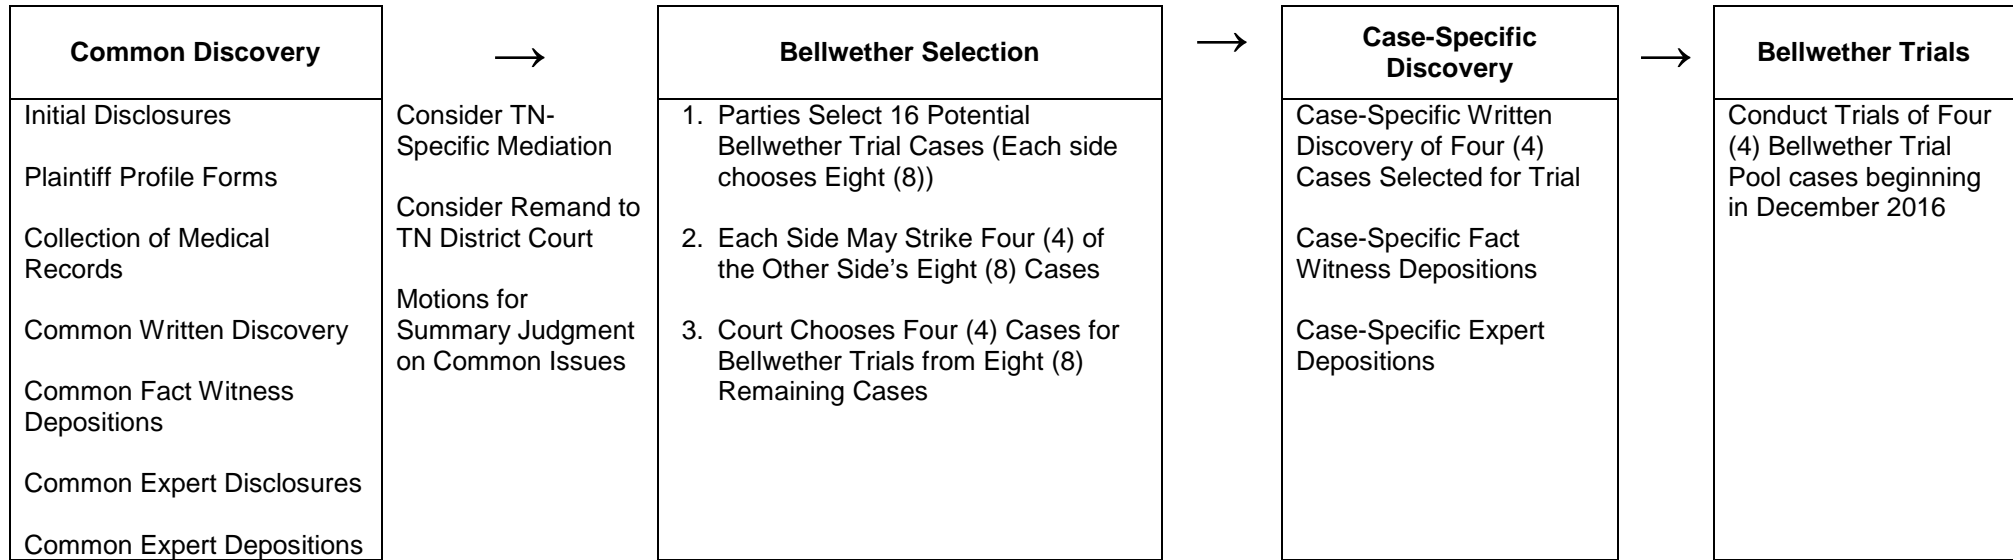 Common Discovery
Initial Disclosures
Plaintiff Profile Forms
Collection of Medical
Records
Common Written Discovery
Common Fact Witness
Depositions
Common Expert Disclosures
Common Expert Depositions
→
Consider TN-
Specific Mediation
Consider Remand to
TN District Court
Motions for
Summary Judgment
on Common Issues
Bellwether Selection
1. Parties Select 16 Potential
Bellwether Trial Cases (Each side
chooses Eight (8))
2. Each Side May Strike Four (4) of
the Other Side's Eight (8) Cases
3. Court Chooses Four (4) Cases for
Bellwether Trials from Eight (8)
Remaining Cases
→
Case-Specific
Discovery
Case-Specific Written
Discovery of Four (4)
Cases Selected for Trial
Case-Specific Fact
Witness Depositions
Case-Specific Expert
Depositions
→
Bellwether Trials
Conduct Trials of Four
(4) Bellwether Trial
Pool cases beginning
in December 2016